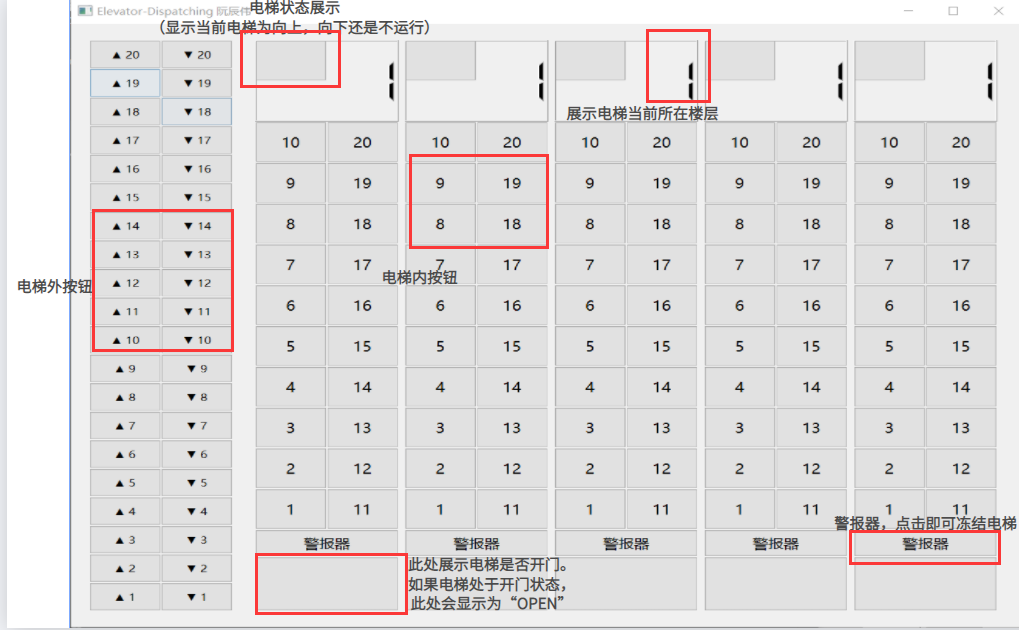 Elevator-Dispatching 阮辰伟
电梯状态展示
（显示当前电梯为向上，向下还是不运行）
▲ 20 ▼ 20
▲ 19 ▼ 19
▲ 18 ▼ 18
▲ 17 ▼ 17
▲ 16 ▼ 16
▲ 15 ▼ 15
▲ 14 ▼ 14
▲ 13 ▼ 13
▲ 12 ▼ 12
▲ 11 ▼ 11
▲ 10 ▼ 10
▲ 9 ▼ 9
▲ 8 ▼ 8
▲ 7 ▼ 7
▲ 6 ▼ 6
▲ 5 ▼ 5
▲ 4 ▼ 4
▲ 3 ▼ 3
▲ 2 ▼ 2
▲ 1 ▼ 1
电梯外按钮
1 1 1 1 1
展示电梯当前所在楼层
10 20 10 20 10 20 10 20 10 20
9 19 9 19 9 19 9 19 9 19
8 18 8 18 8 18 8 18 8 18
7 17 7 17 7 17 7 17 7 17
电梯内按钮
6 16 6 16 6 16 6 16 6 16
5 15 5 15 5 15 5 15 5 15
4 14 4 14 4 14 4 14 4 14
3 13 3 13 3 13 3 13 3 13
2 12 2 12 2 12 2 12 2 12
1 11 1 11 1 11 1 11 1 11
警报器，点击即可冻结电梯
警报器 警报器 警报器 警报器 警报器
此处展示电梯是否开门。
如果电梯处于开门状态，
此处会显示为“OPEN”